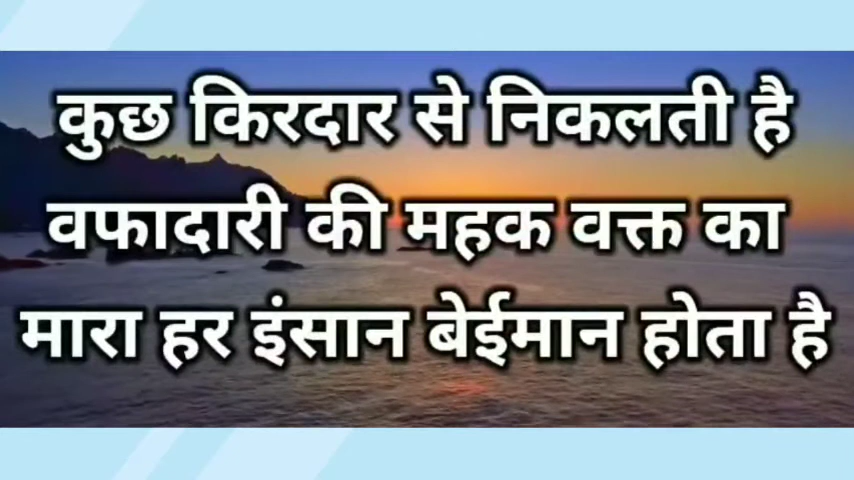 कुछ किरदार से निकलती है
वफादारी की महक वक्त का
मारा हर इंसान बेईमान होता है